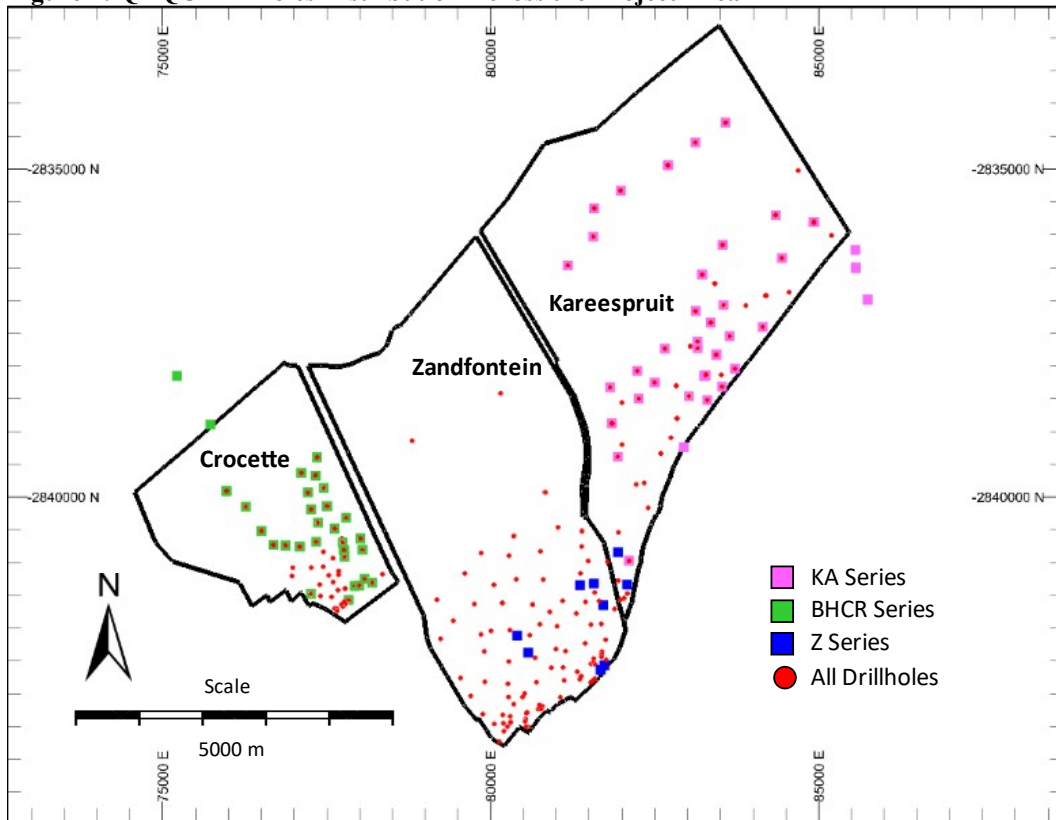 75000 E
80000 E
85000 E
-2835000 N
-2835000 N
Kareespruit
Zandfontein
Crocette
-2840000 N
-2840000 N
N
KA Series
BHCR Series
Z Series
All Drillholes
Scale
5000 m
75000 E
80000 E
85000 E